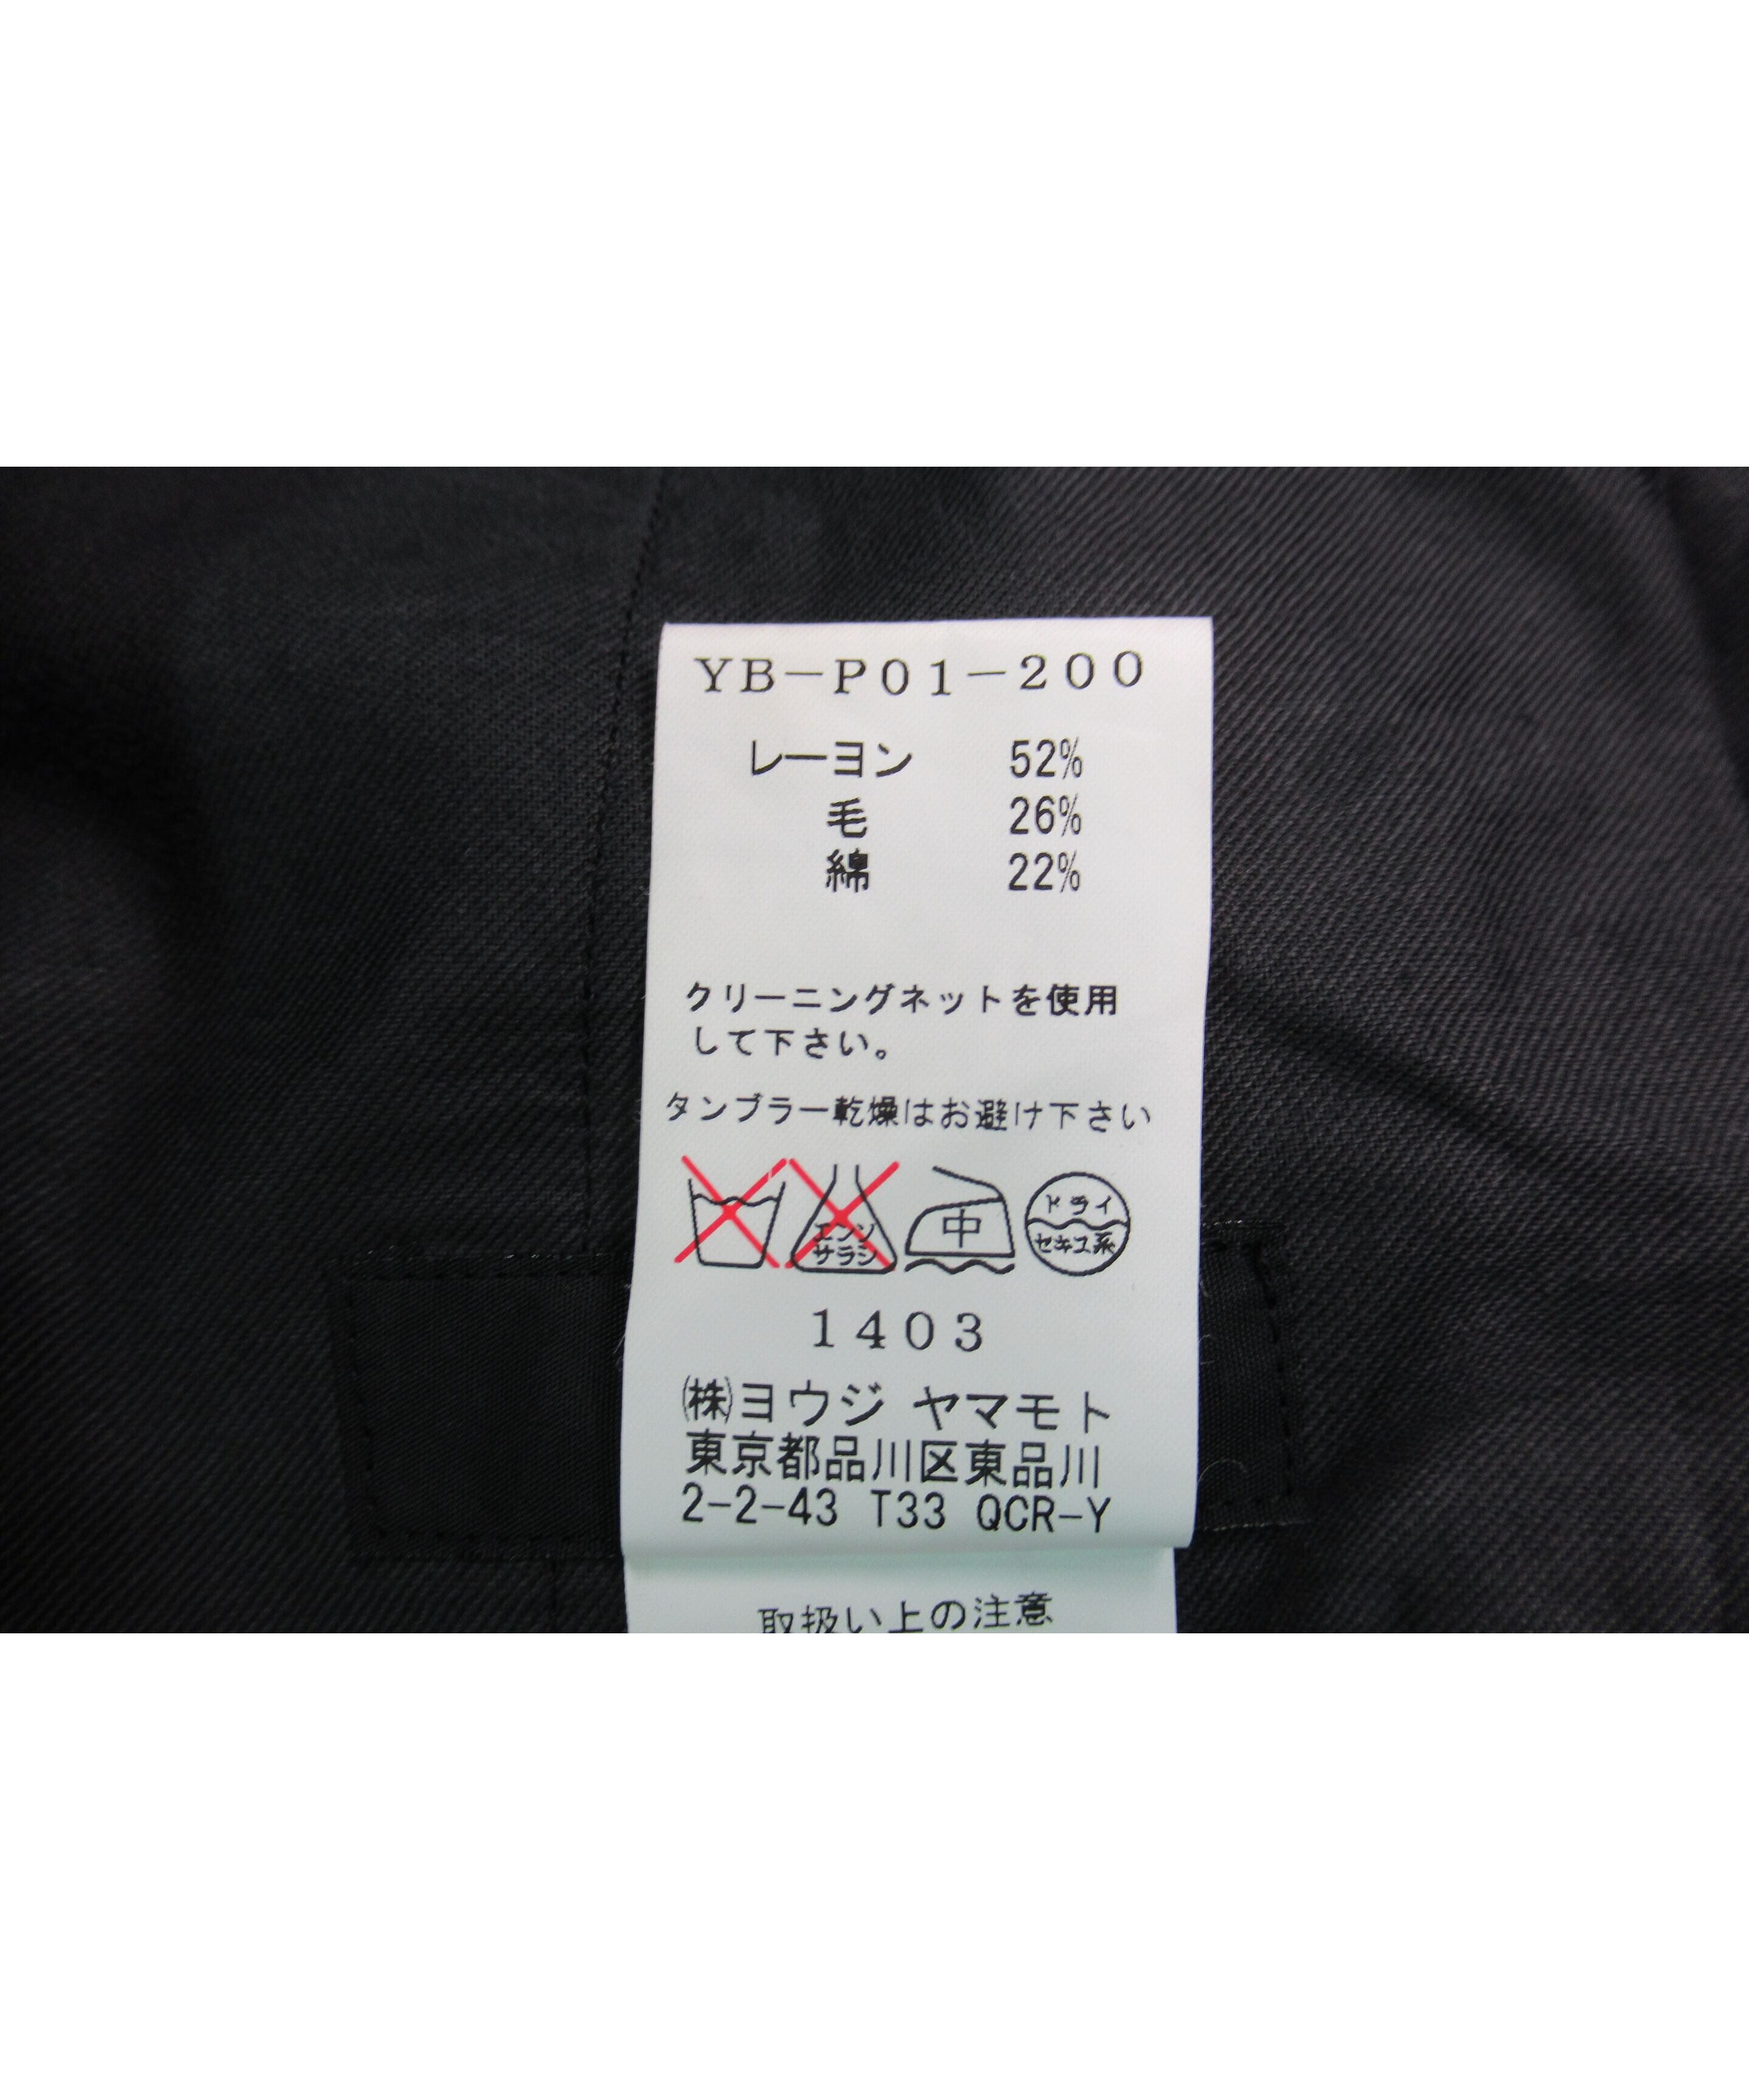 YB-P01-200
レーヨン 52%
毛 26%
綿 22%
クリーニングネットを使用
して下さい。
タンブラー乾燥はお避け下さい
エンソ
サラシ
中
ドライ
セキユ系
1403
㈱ヨウジ ヤマモト
東京都品川区東品川
2-2-43 T33 QCR-Y
取扱い上の注意